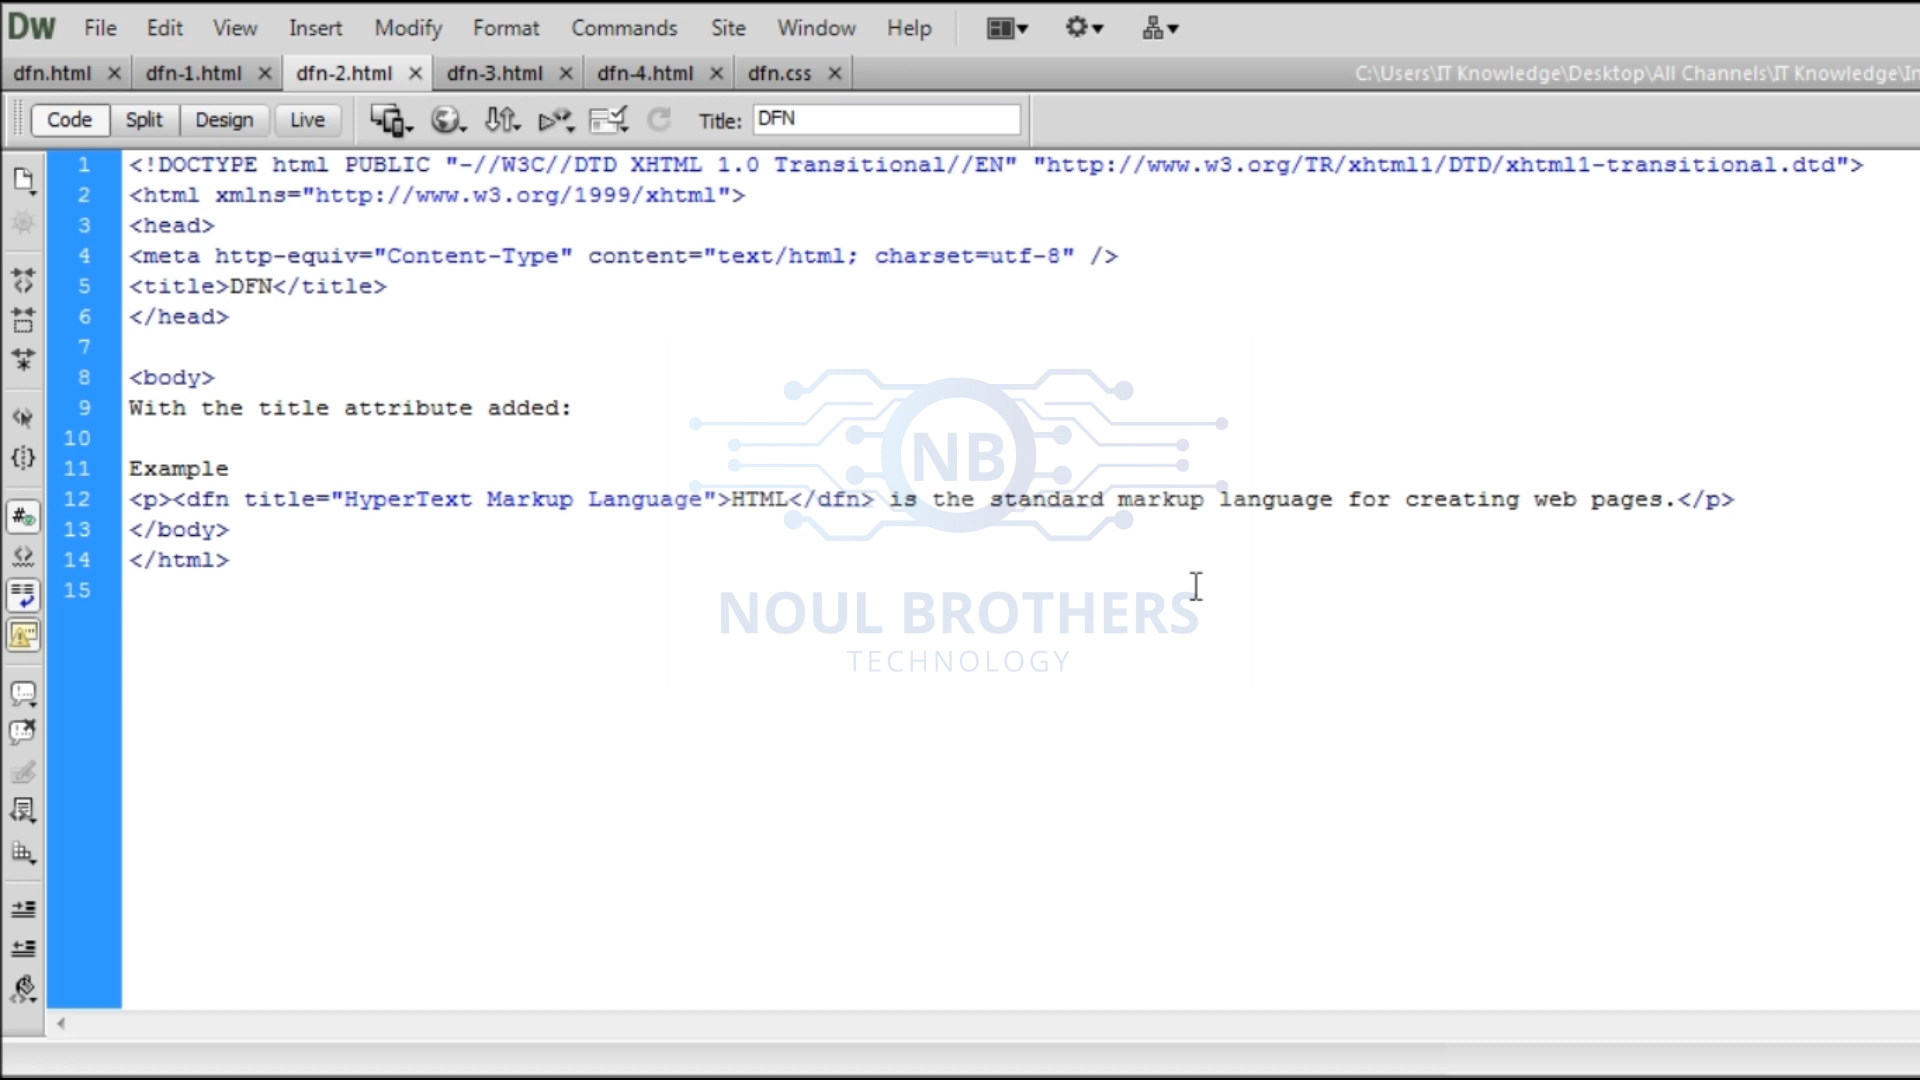 DW File Edit View Insert Modify Format Commands Site Window Help
dfn.html dfn-1.html dfn-2.html dfn-3.html dfn-4.html dfn.css C:\Users\IT Knowledge\Desktop\All Channels\IT Knowledge\In
Code Split Design Live Title: DFN
1 <!DOCTYPE html PUBLIC "-//W3C//DTD XHTML 1.0 Transitional//EN" "http://www.w3.org/TR/xhtml1/DTD/xhtml1-transitional.dtd">
2 <html xmlns="http://www.w3.org/1999/xhtml">
3 <head>
4 <meta http-equiv="Content-Type" content="text/html; charset=utf-8" />
5 <title>DFN</title>
6 </head>
7
8 <body>
9 With the title attribute added:
10
11 Example
12 <p><dfn title="HyperText Markup Language">HTML</dfn> is the standard markup language for creating web pages.</p>
13 </body>
14 </html>
15
NB
NOUL BROTHERS
TECHNOLOGY